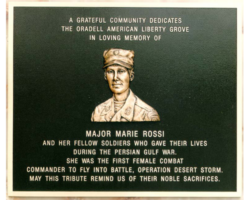 A GRATEFUL COMMUNITY DEDICATES
THE ORADELL AMERICAN LIBERTY GROVE
IN LOVING MEMORY OF
MAJOR MARIE ROSSI
AND HER FELLOW SOLDIERS WHO GAVE THEIR LIVES
DURING THE PERSIAN GULF WAR.
SHE WAS THE FIRST FEMALE COMBAT
COMMANDER TO FLY INTO BATTLE, OPERATION DESERT STORM.
MAY THIS TRIBUTE REMIND US OF THEIR NOBLE SACRIFICES.